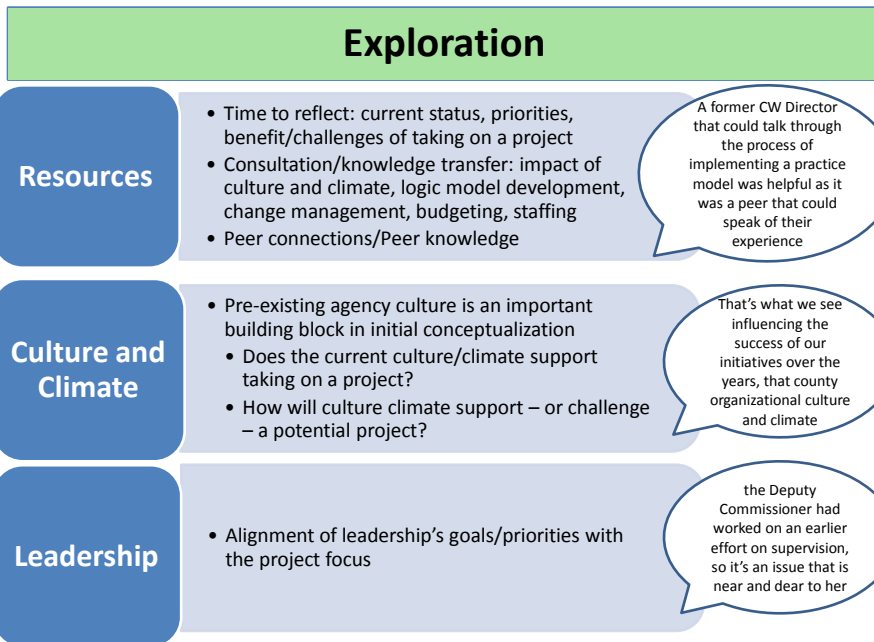 Exploration
Resources
• Time to reflect: current status, priorities,
benefit/challenges of taking on a project
• Consultation/knowledge transfer: impact of
culture and climate, logic model development,
change management, budgeting, staffing
• Peer connections/Peer knowledge
A former CW Director
that could talk through
the process of
implementing a practice
model was helpful as it
was a peer that could
speak of their
experience
Culture and
Climate
• Pre-existing agency culture is an important
building block in initial conceptualization
• Does the current culture/climate support
taking on a project?
• How will culture climate support – or challenge
– a potential project?
That’s what we see
influencing the
success of our
initiatives over the
years, that county
organizational culture
and climate
Leadership
• Alignment of leadership’s goals/priorities with
the project focus
the Deputy
Commissioner had
worked on an earlier
effort on supervision,
so it’s an issue that is
near and dear to her